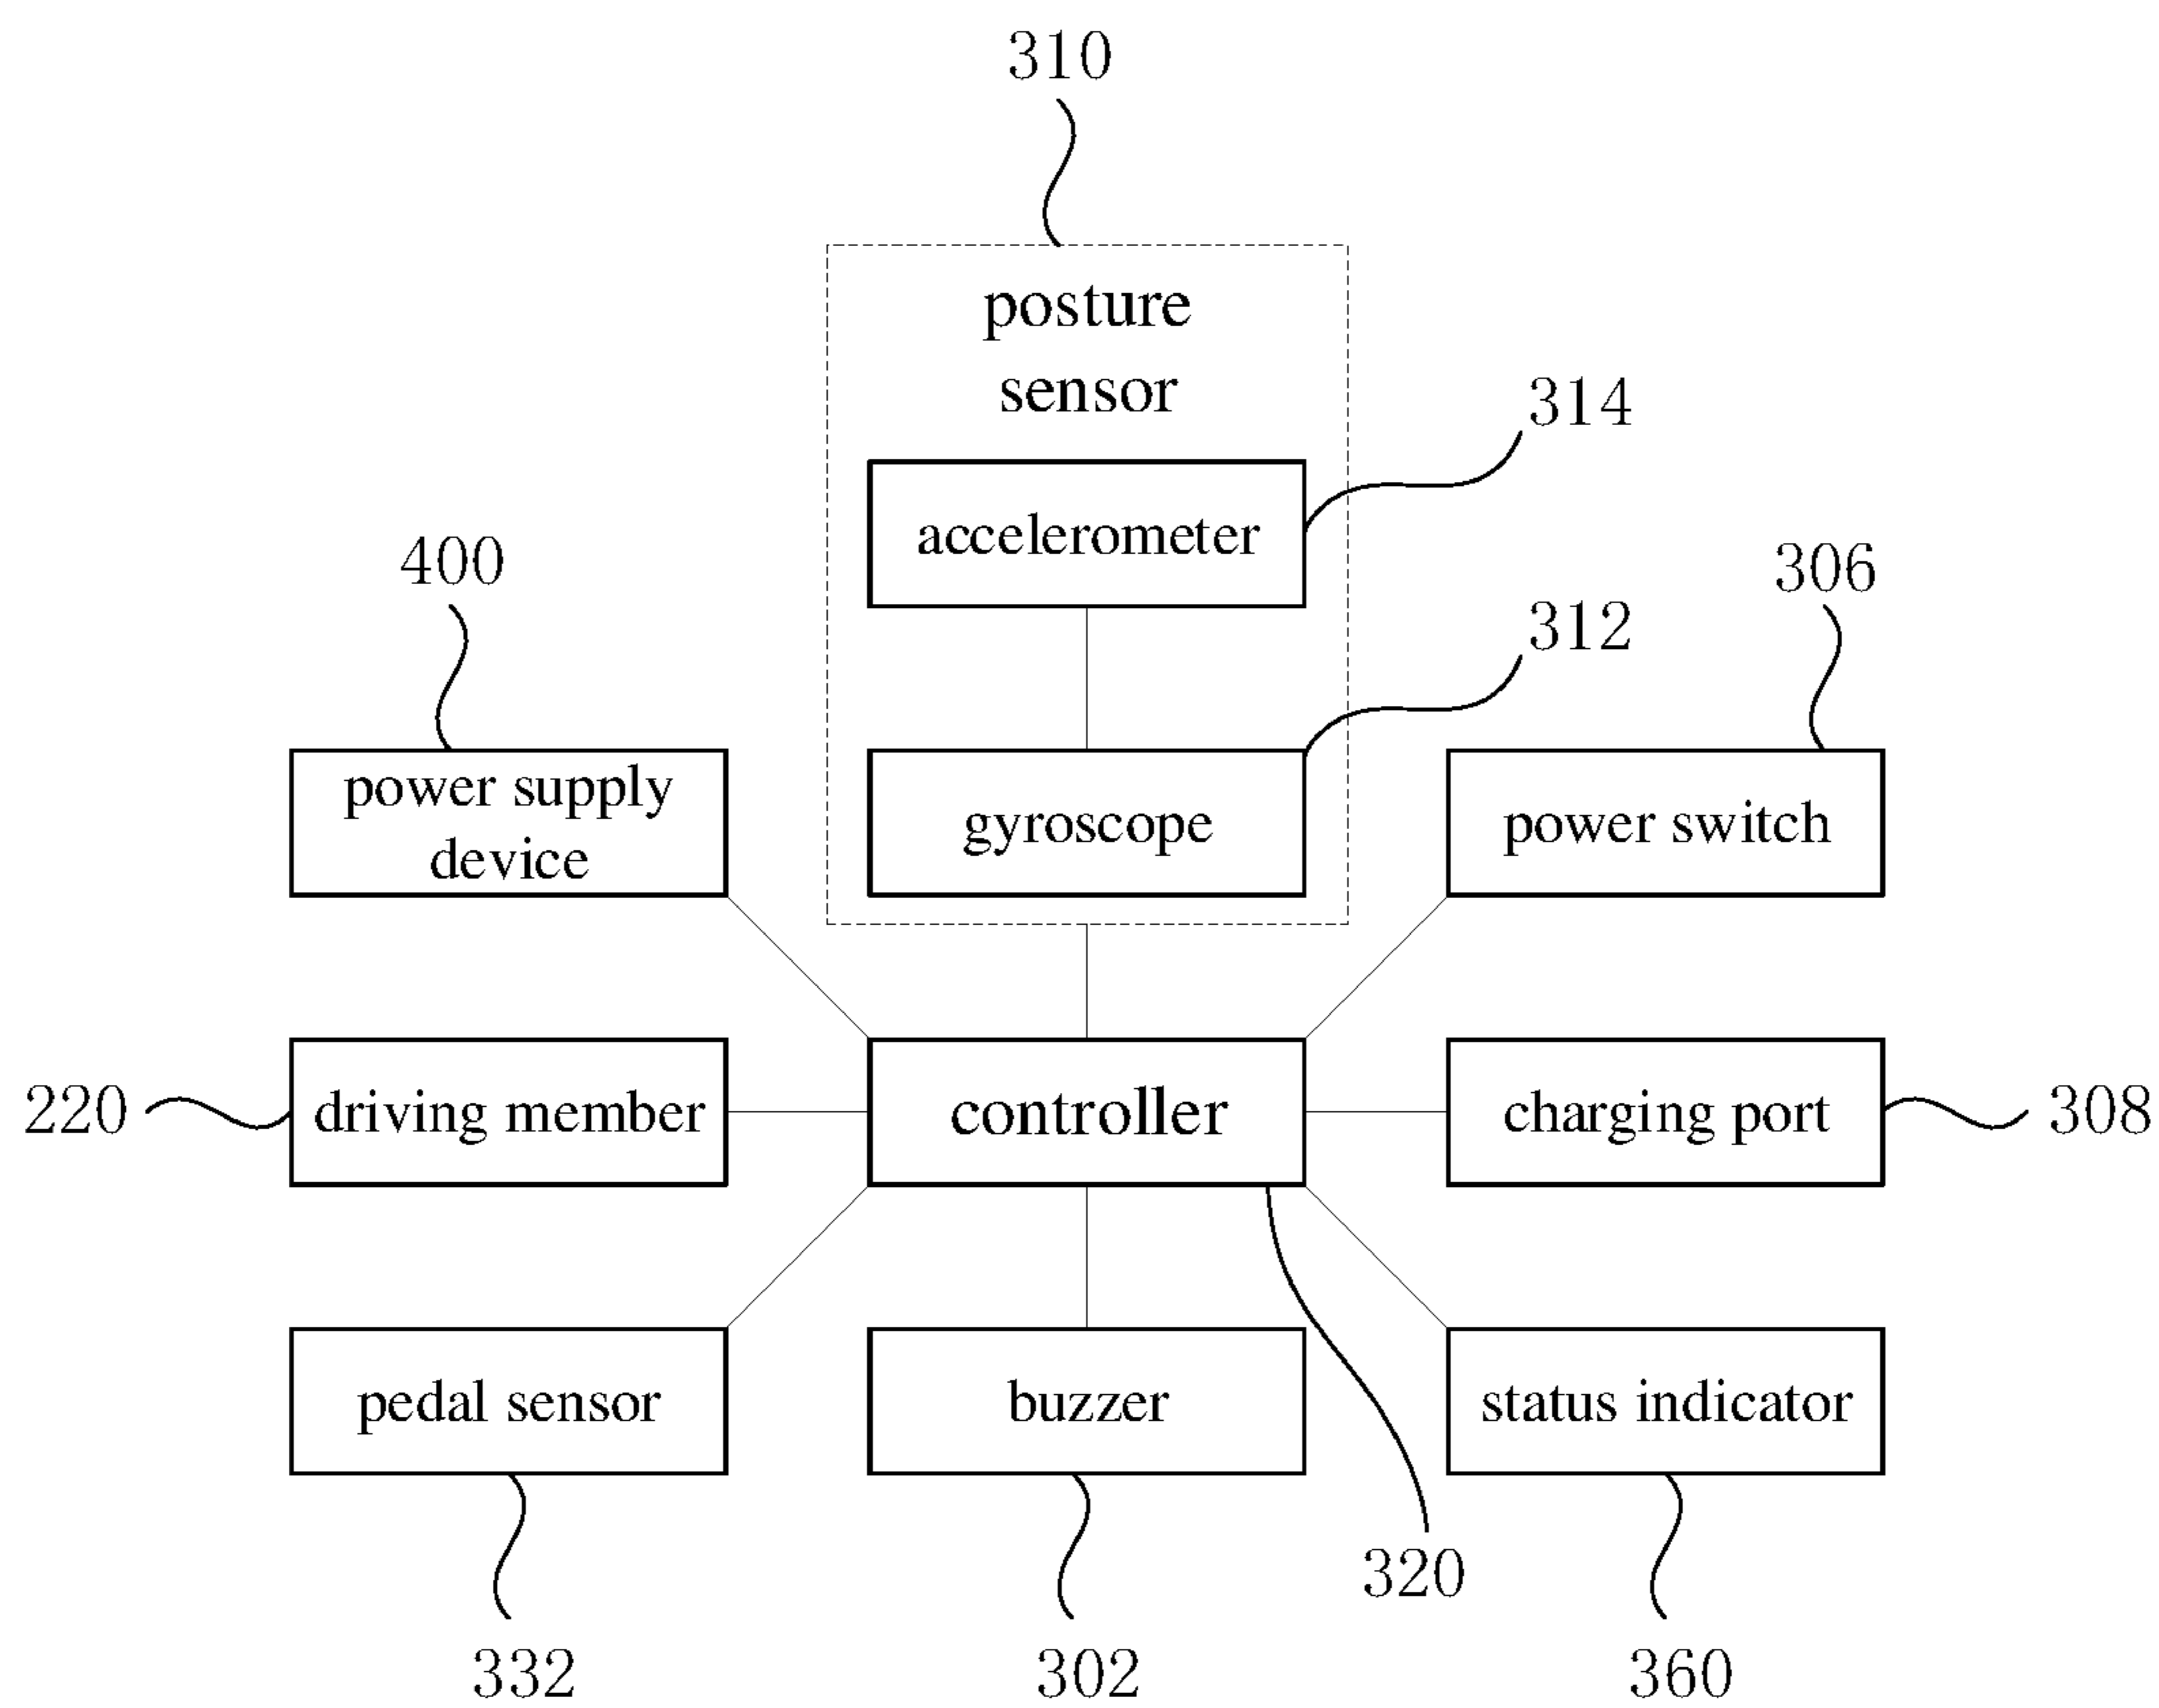 310
posture
sensor
314
accelerometer
400
306
312
power supply
device
gyroscope
power switch
220
driving member
controller
charging port
308
pedal sensor
buzzer
status indicator
320
332
302
360